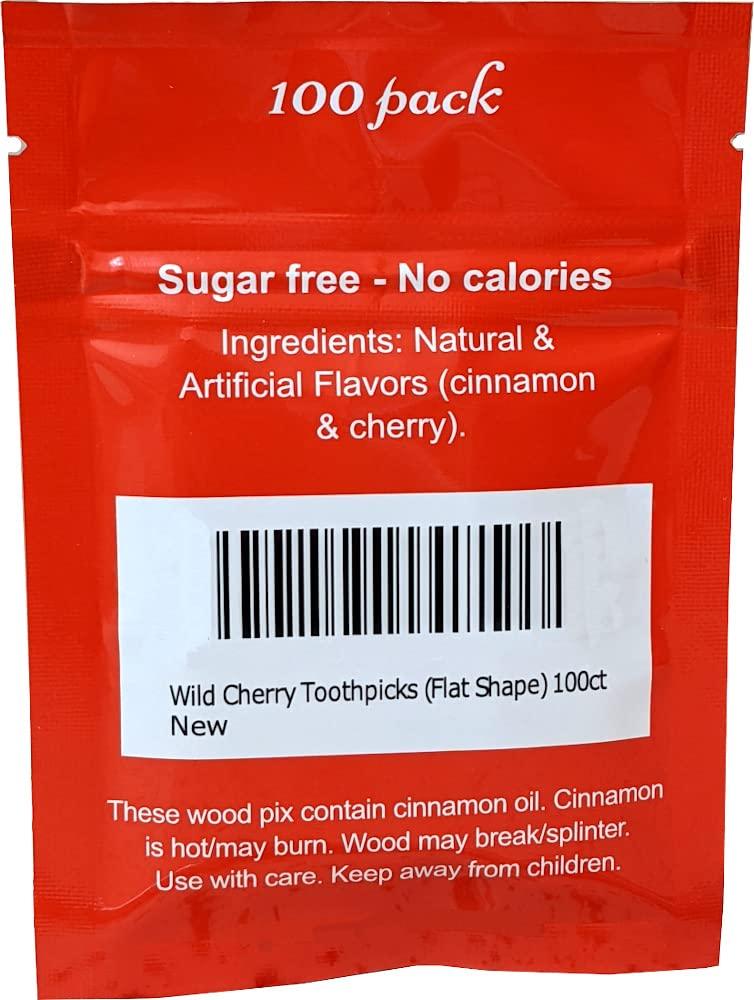 100 pack
Sugar free - No calories
Ingredients: Natural &
Artificial Flavors (cinnamon
& cherry).
Wild Cherry Toothpicks (Flat Shape) 100ct
New
These wood pix contain cinnamon oil. Cinnamon
is hot/may burn. Wood may break/splinter.
Use with care. Keep away from children.